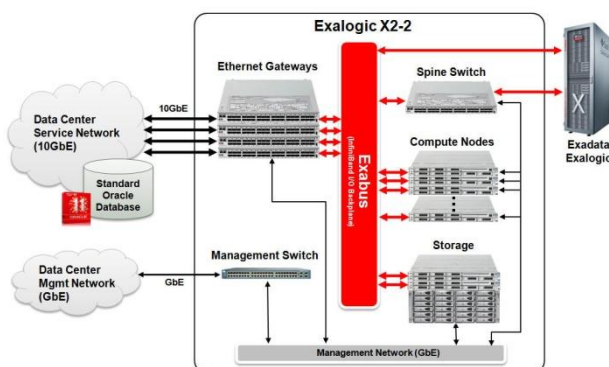 Exalogic X2-2
Ethernet Gateways
Spine Switch
10GbE
Data Center
Service Network
(10GbE)
Standard
Oracle
Database
Exabus
(InfiniBand I/O Backplane)
Compute Nodes
X
Exadata
Exalogic
Management Switch
Storage
Data Center
Mgmt Network
(GbE)
GbE
Management Network (GbE)